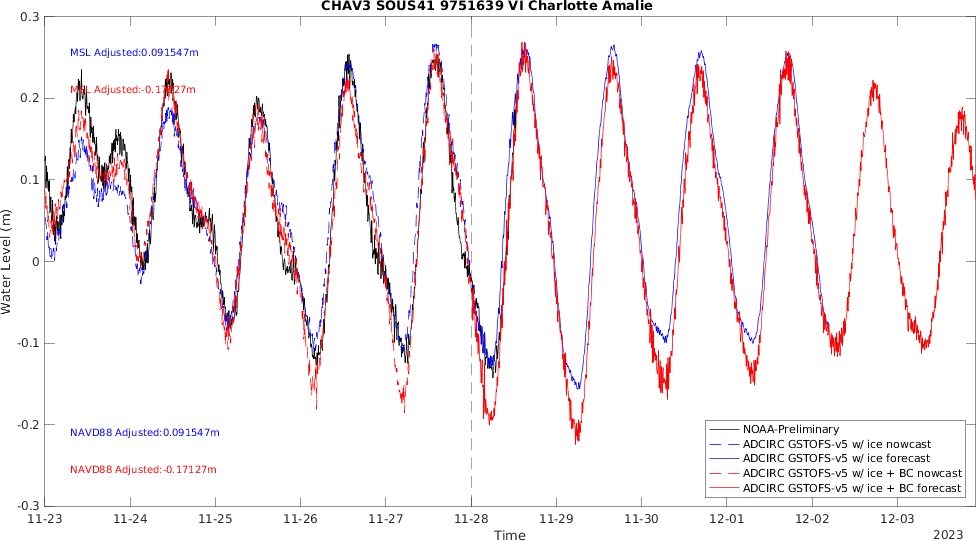 CHAV3 SOUS41 9751639 VI Charlotte Amalie
0.3
MSL Adjusted:0.091547m
MSL Adjusted:-0.17127m
0.2
0.1
0
-0.1
-0.2
-0.3
Water Level (m)
NAVD88 Adjusted:0.091547m
NAVD88 Adjusted:-0.17127m
NOAA-Preliminary
ADCIRC GSTOFS-v5 w/ ice nowcast
ADCIRC GSTOFS-v5 w/ ice forecast
ADCIRC GSTOFS-v5 w/ ice + BC nowcast
ADCIRC GSTOFS-v5 w/ ice + BC forecast
11-23 11-24 11-25 11-26 11-27 11-28 11-29 11-30 12-01 12-02 12-03
Time
2023